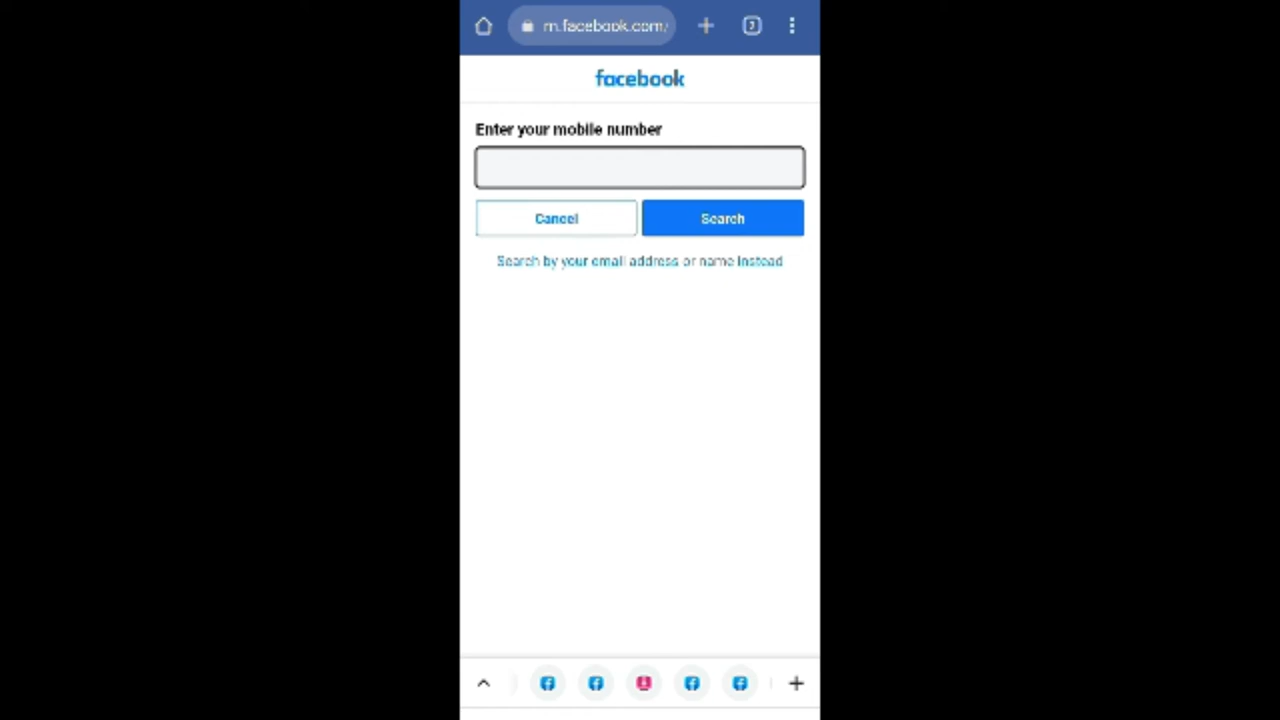 m.facebook.com/
facebook
Enter your mobile number
Cancel
Search
Search by your email address or name instead